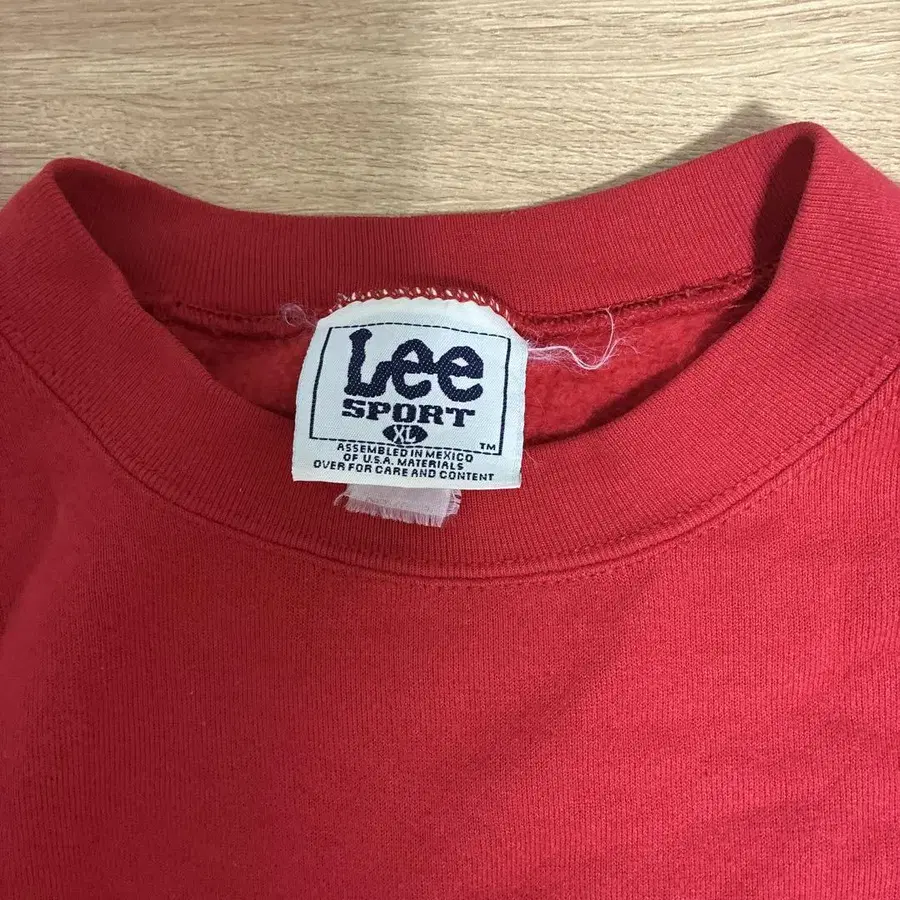 Lee
SPORT
XL
TM
ASSEMBLED IN MEXICO
OF U.S.A. MATERIALS
OVER FOR CARE AND CONTENT